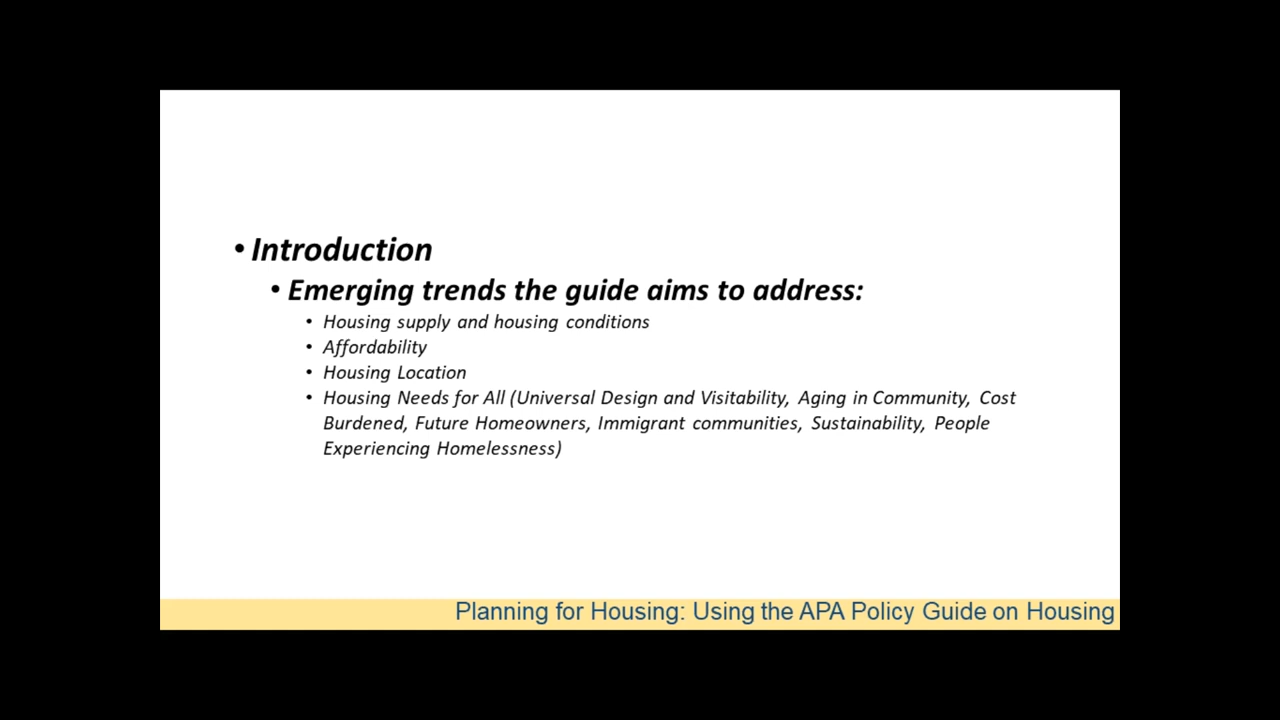 • Introduction
• Emerging trends the guide aims to address:
• Housing supply and housing conditions
• Affordability
• Housing Location
• Housing Needs for All (Universal Design and Visitability, Aging in Community, Cost
Burdened, Future Homeowners, Immigrant communities, Sustainability, People
Experiencing Homelessness)
Planning for Housing: Using the APA Policy Guide on Housing